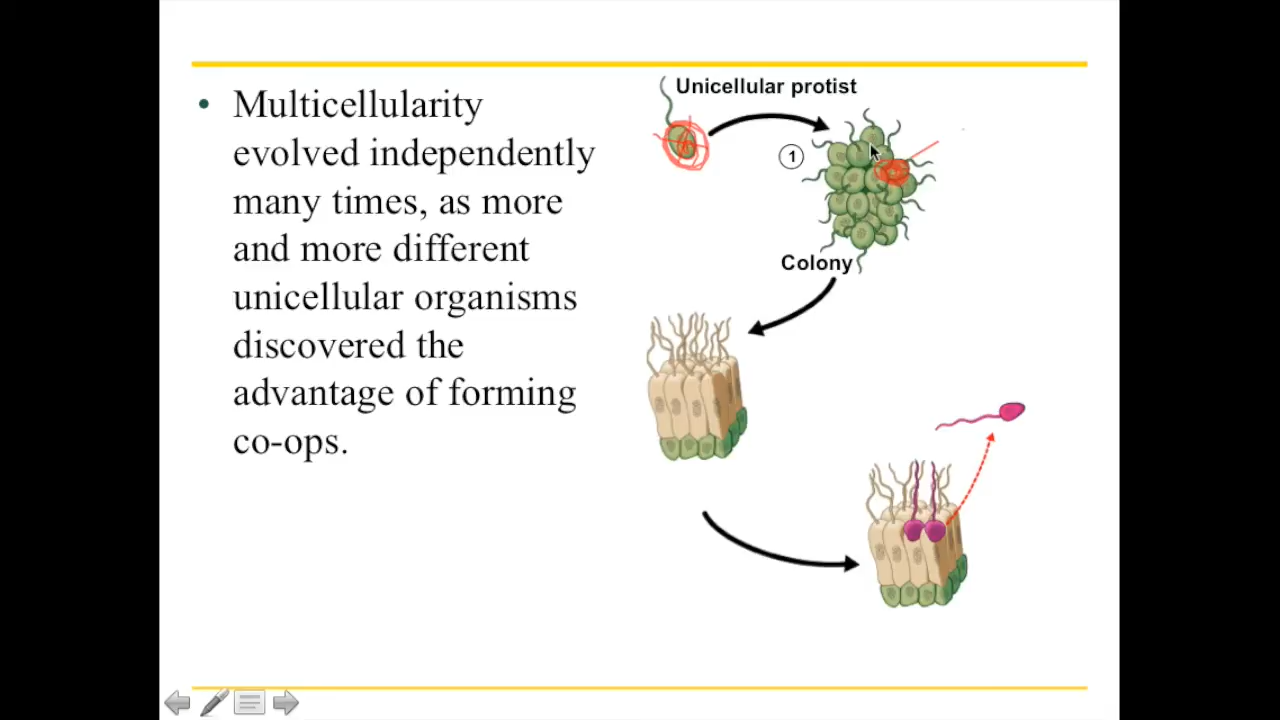 • Multicellularity
evolved independently
many times, as more
and more different
unicellular organisms
discovered the
advantage of forming
co-ops.
Unicellular protist
1
Colony